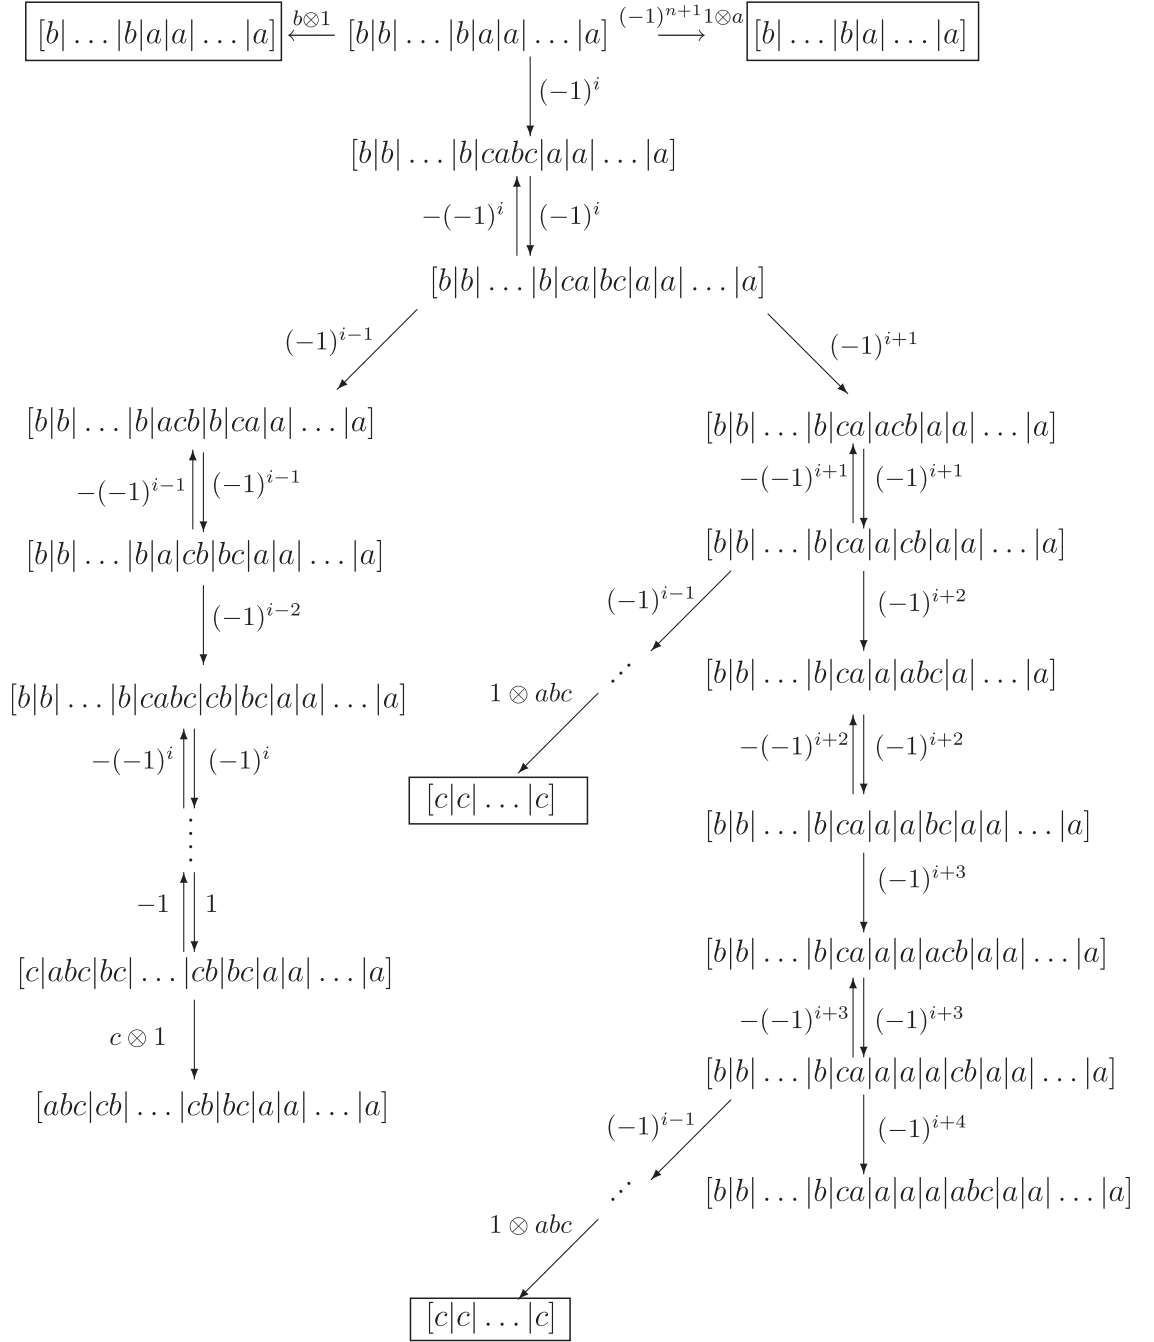 [b| … |b|a|a| … |a] b⊗1 [b|b| … |b|a|a| … |a] (−1)^{n+1}1⊗a [b| … |b|a| … |a]
(−1)^i
[b|b| … |b|cabc|a|a| … |a]
−(−1)^i (−1)^i
[b|b| … |b|ca|bc|a|a| … |a]
(−1)^{i−1} (−1)^{i+1}
[b|b| … |b|acb|b|ca|a| … |a] [b|b| … |b|ca|acb|a|a| … |a]
−(−1)^{i−1} (−1)^{i−1} −(−1)^{i+1} (−1)^{i+1}
[b|b| … |b|a|cb|bc|a|a| … |a] [b|b| … |b|ca|a|cb|a|a| … |a]
(−1)^{i−2} (−1)^{i−1} (−1)^{i+2}
[b|b| … |b|cabc|cb|bc|a|a| … |a] 1 ⊗ abc [b|b| … |b|ca|a|abc|a| … |a]
−(−1)^i (−1)^i −(−1)^{i+2} (−1)^{i+2}
[c|c| … |c] [b|b| … |b|ca|a|a|bc|a|a| … |a]
−1 1 (−1)^{i+3}
[c|abc|bc| … |cb|bc|a|a| … |a] [b|b| … |b|ca|a|a|acb|a|a| … |a]
c ⊗ 1 −(−1)^{i+3} (−1)^{i+3}
[abc|cb| … |cb|bc|a|a| … |a] [b|b| … |b|ca|a|a|a|cb|a|a| … |a]
(−1)^{i−1} (−1)^{i+4}
1 ⊗ abc [b|b| … |b|ca|a|a|a|abc|a|a| … |a]
[c|c| … |c]